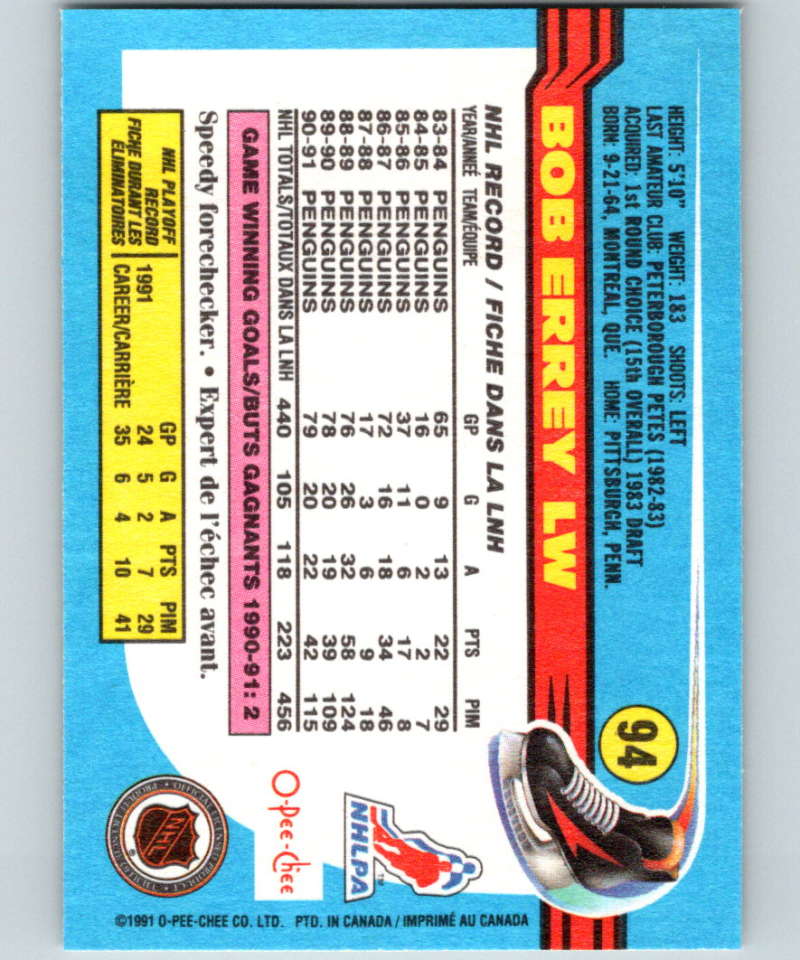 HEIGHT: 5'10" WEIGHT: 183 SHOOTS: LEFT
LAST AMATEUR CLUB: PETERBOROUGH PETES (1982-83)
ACQUIRED: 1st ROUND CHOICE (15th OVERALL) 1983 DRAFT
BORN: 9-21-64, MONTREAL, QUE. HOME: PITTSBURGH, PENN.
94
BOB ERREY LW
NHL RECORD / FICHE DANS LA LNH
YEAR/ANNEÉ TEAM/ÉQUIPE GP G A PTS PIM
83-84 PENGUINS 65 9 13 22 29
84-85 PENGUINS 16 0 2 2 7
85-86 PENGUINS 37 11 6 17 8
86-87 PENGUINS 72 16 18 34 46
87-88 PENGUINS 17 3 6 9 18
88-89 PENGUINS 76 26 32 58 124
89-90 PENGUINS 78 20 19 39 109
90-91 PENGUINS 79 20 22 42 115
NHL TOTALS/TOTAUX DANS LA LNH 440 105 118 223 456
GAME WINNING GOALS/BUTS GAGNANTS 1990-91: 2
Speedy forechecker. • Expert de l'échec avant.
NHL PLAYOFF RECORD
FICHE DURANT LES ÉLIMINATOIRES
GP G A PTS PIM
1991 24 5 2 7 29
CAREER/CARRIÈRE 35 6 4 10 41
NHLPA™
O-Pee-Chee
NHL
©1991 O-PEE-CHEE CO. LTD. PTD. IN CANADA / IMPRIMÉ AU CANADA